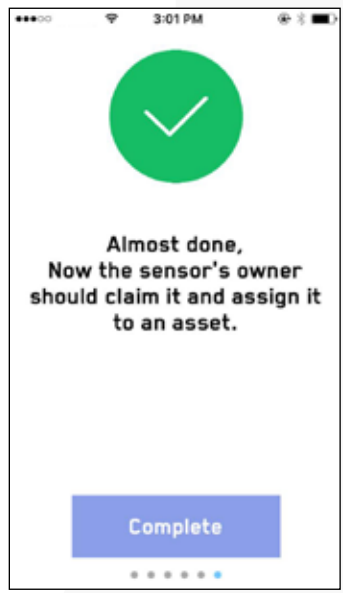 3:01 PM
Almost done,
Now the sensor's owner
should claim it and assign it
to an asset.
Complete